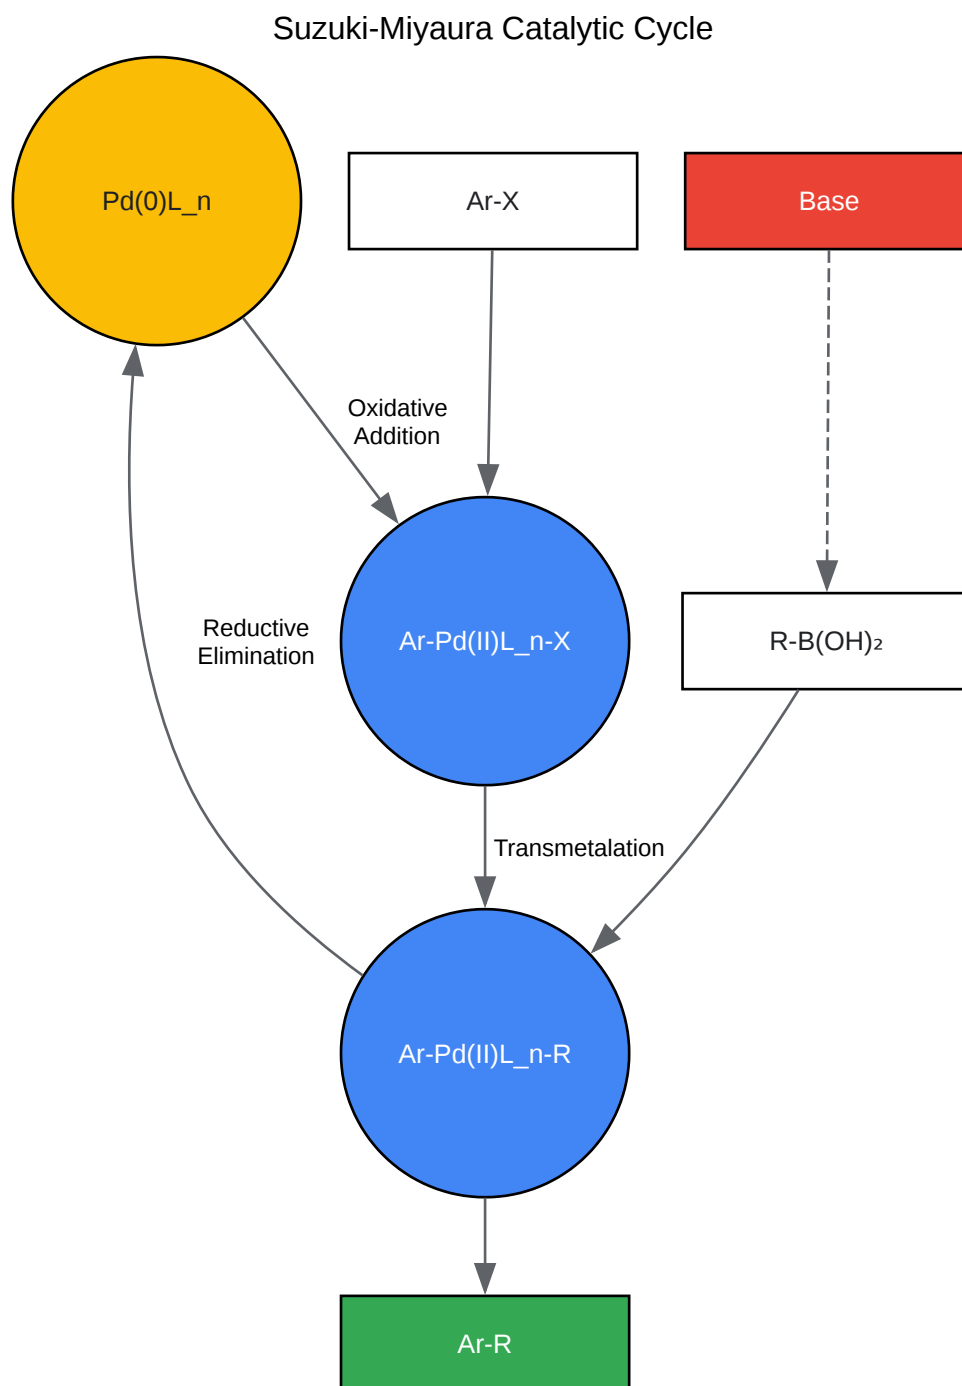 Suzuki-Miyaura Catalytic Cycle
Pd(0)L_n
Ar-X
Base
Oxidative
Addition
Reductive
Elimination
Ar-Pd(II)L_n-X
R-B(OH)₂
Transmetalation
Ar-Pd(II)L_n-R
Ar-R